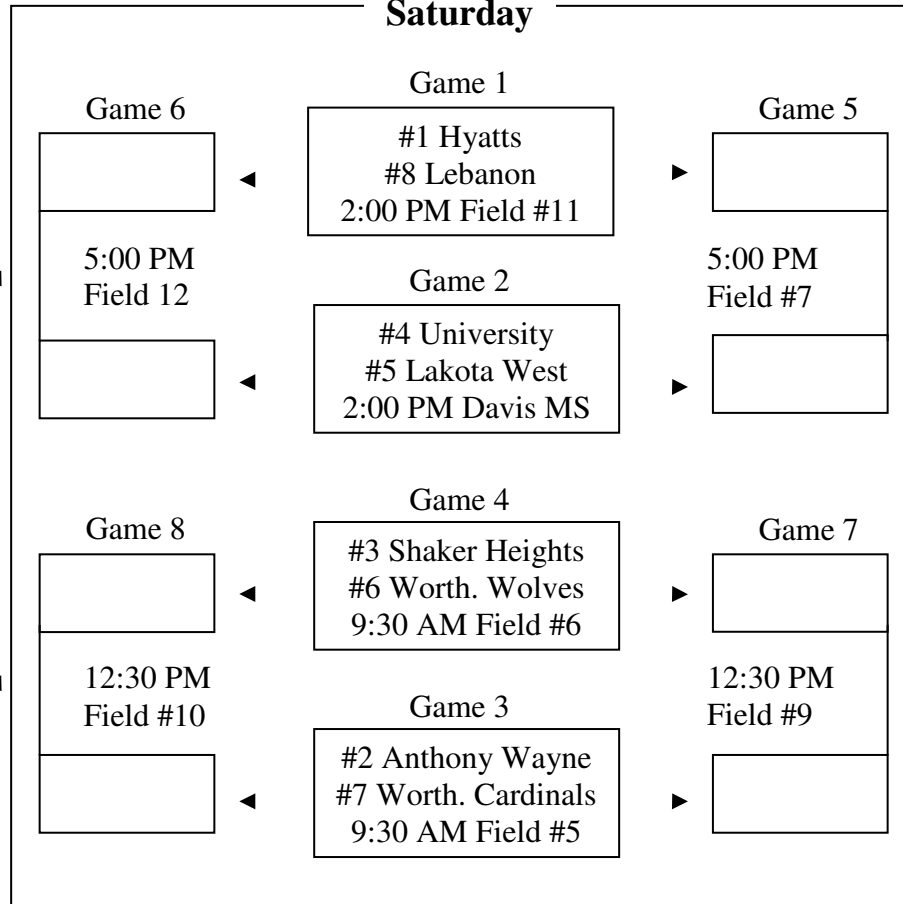 Saturday
Game 6
Game 1
Game 5
#1 Hyatts
#8 Lebanon
2:00 PM Field #11
5:00 PM
Field 12
5:00 PM
Field #7
Game 2
#4 University
#5 Lakota West
2:00 PM Davis MS
Game 8
Game 4
Game 7
#3 Shaker Heights
#6 Worth. Wolves
9:30 AM Field #6
12:30 PM
Field #10
12:30 PM
Field #9
Game 3
#2 Anthony Wayne
#7 Worth. Cardinals
9:30 AM Field #5